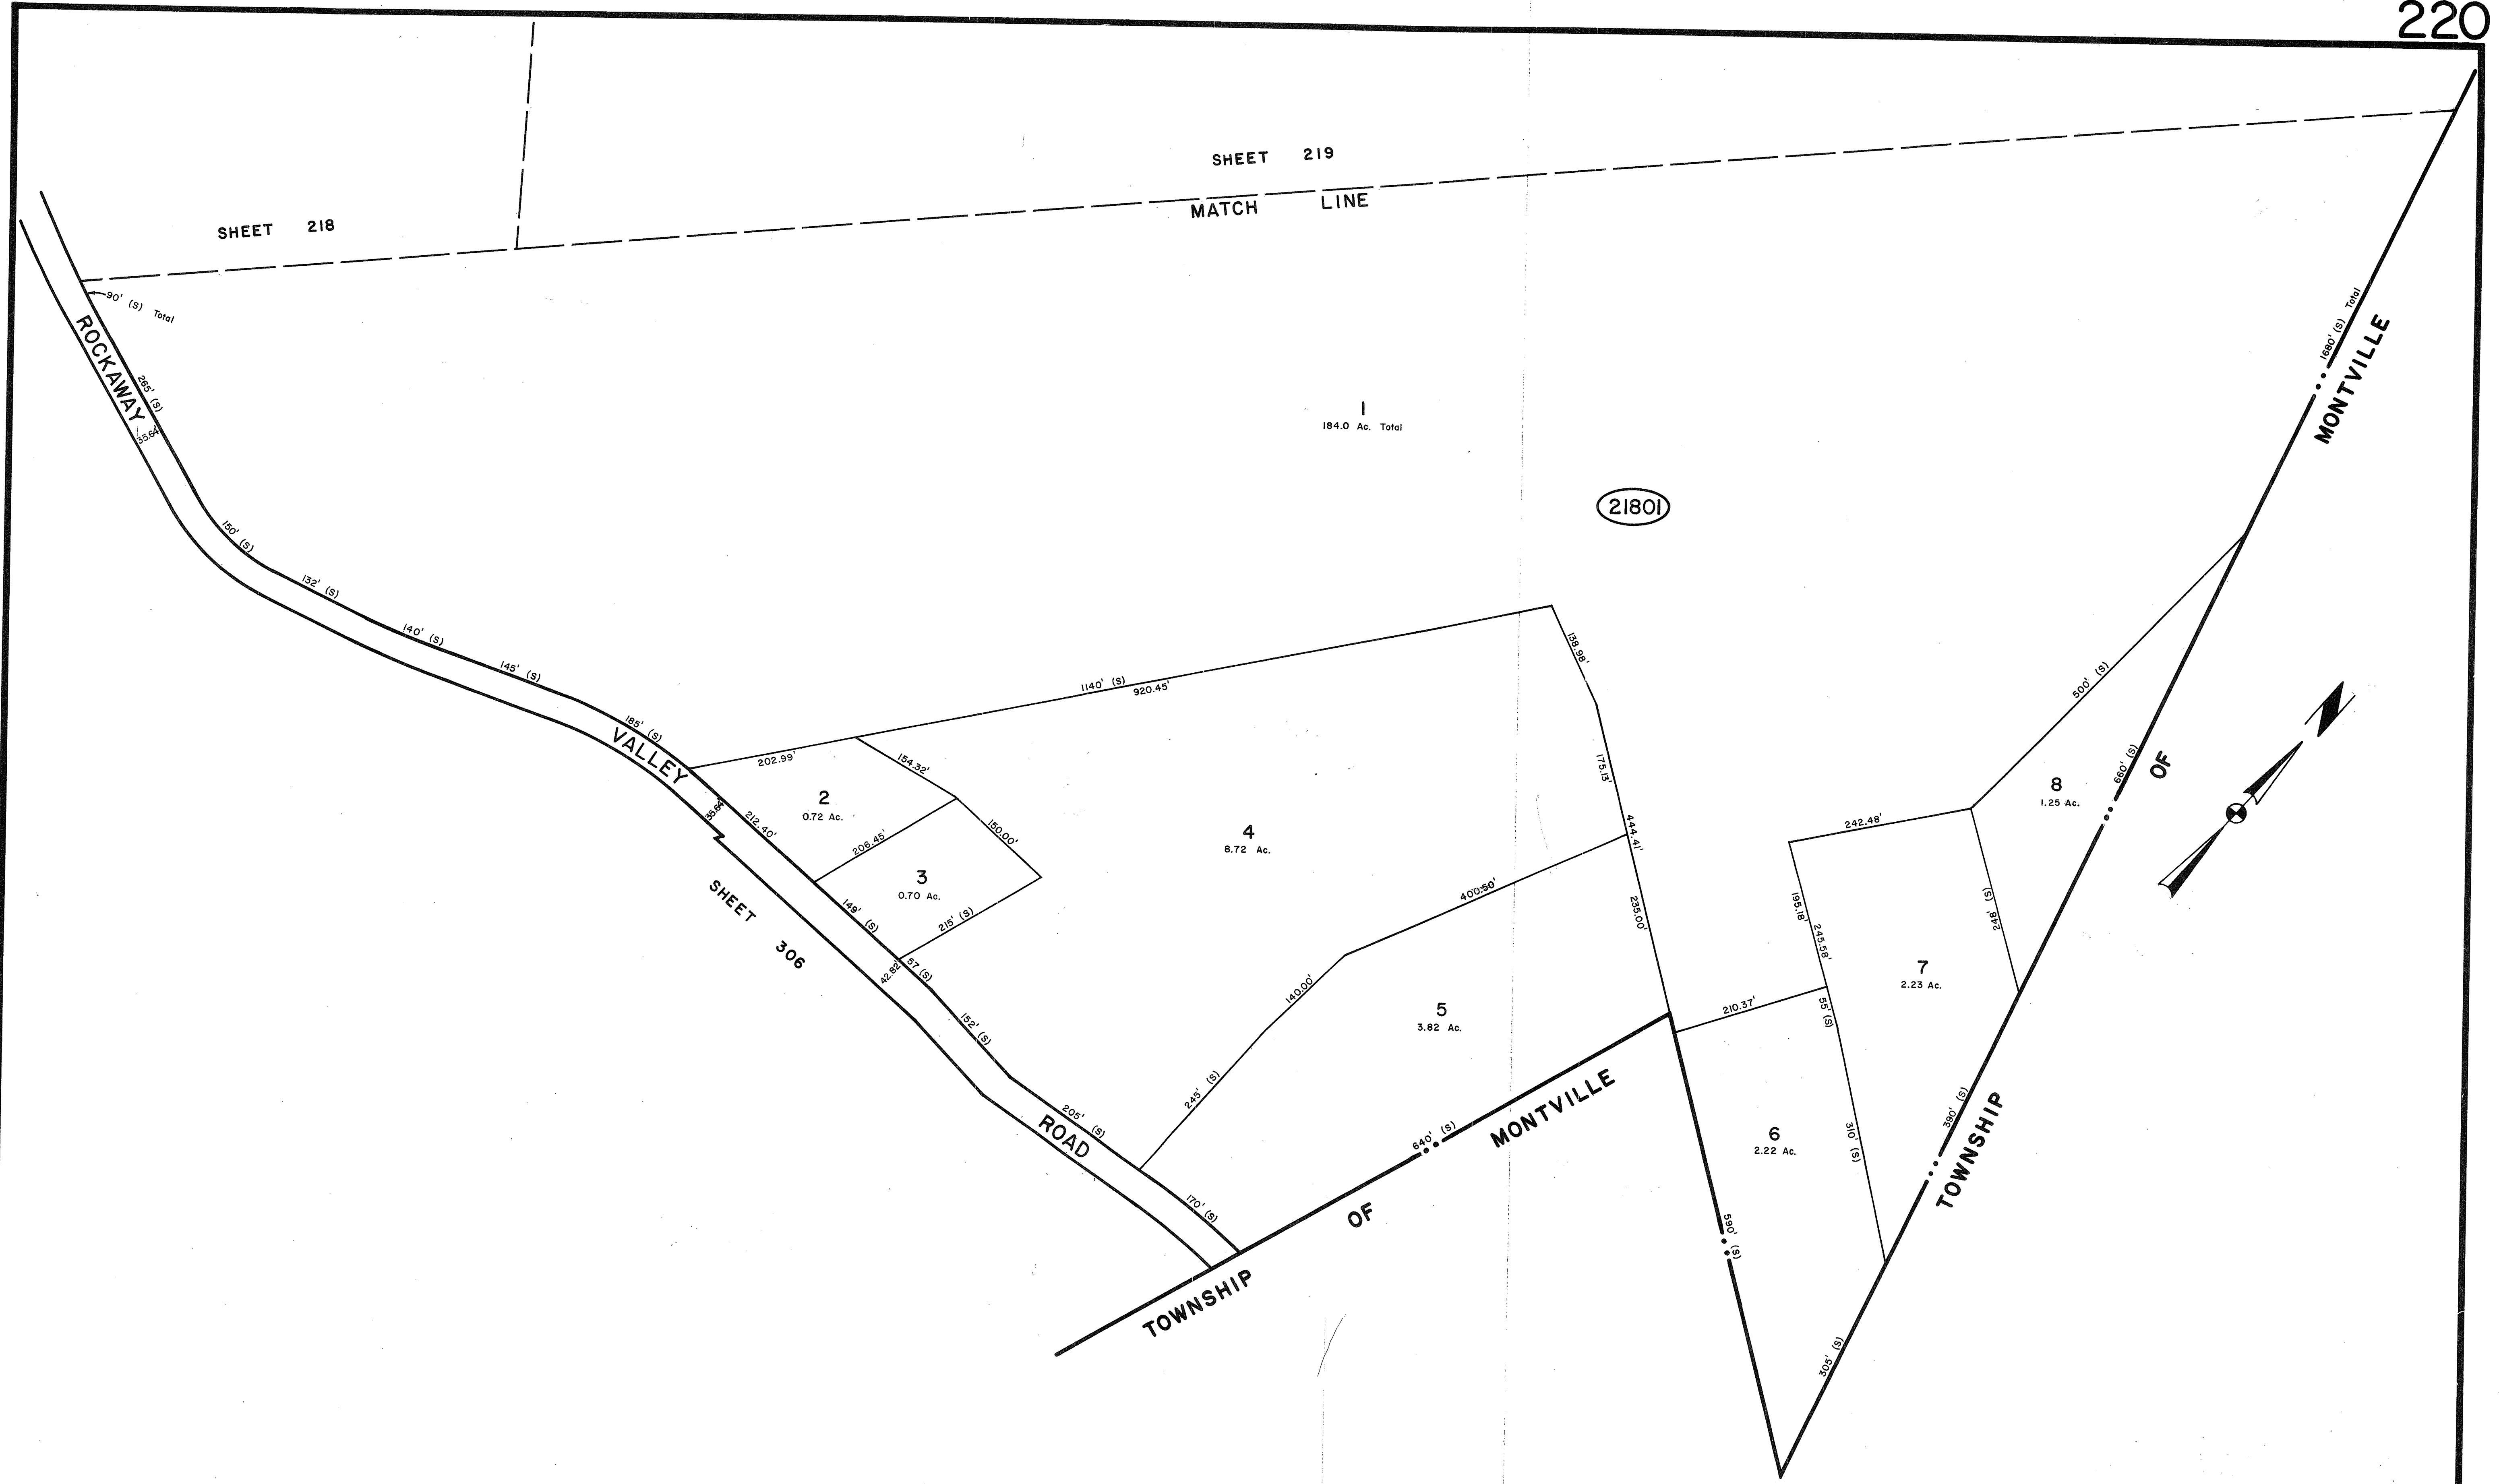 220
SHEET 219
MATCH LINE
SHEET 218
90' (S) Total
ROCKAWAY
265' (S)
35.64'
150' (S)
132' (S)
140' (S)
145' (S)
185' (S)
VALLEY
35.64'
1
184.0 Ac. Total
21801
1680' (S) Total
MONTVILLE
1140' (S)
920.45'
138.98'
202.99'
154.32'
2
0.72 Ac.
212.40'
206.45'
150.00'
3
0.70 Ac.
149' (S)
215' (S)
4
8.72 Ac.
175.13'
444.41'
235.00'
400.50'
140.00'
245' (S)
5
3.82 Ac.
SHEET 306
42.82'
57 (S)
152' (S)
205' (S)
ROAD
170' (S)
640' (S)
TOWNSHIP OF MONTVILLE
500' (S)
8
1.25 Ac.
660' (S)
OF
N
242.48'
195.18'
245.58'
248' (S)
7
2.23 Ac.
210.37'
55' (S)
6
2.22 Ac.
310' (S)
390' (S)
TOWNSHIP
590' (S)
305' (S)